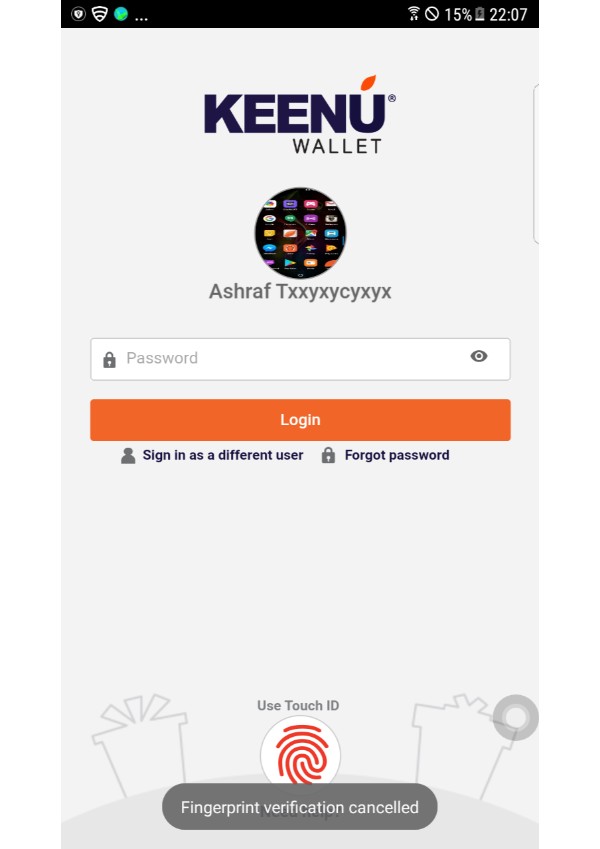 ... 15% 22:07
KEENU®
WALLET
Ashraf Txxyxycyxyx
Password
Login
Sign in as a different user Forgot password
Use Touch ID
Fingerprint verification cancelled